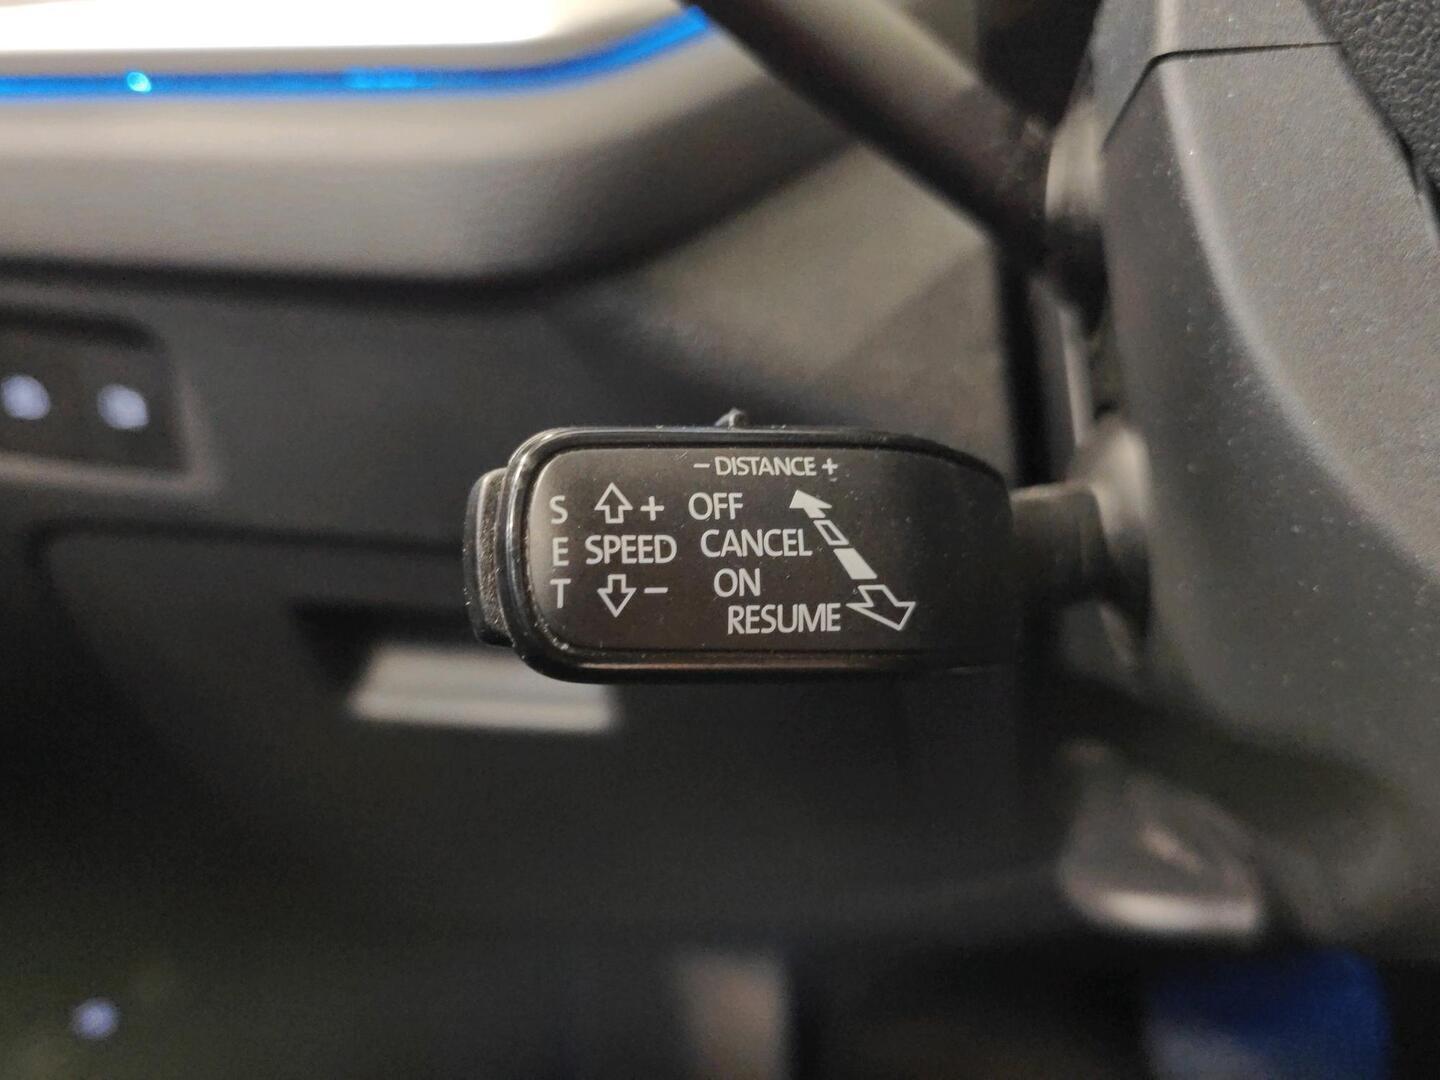 - DISTANCE +
S
E
T
+
SPEED
-
OFF
CANCEL
ON
RESUME